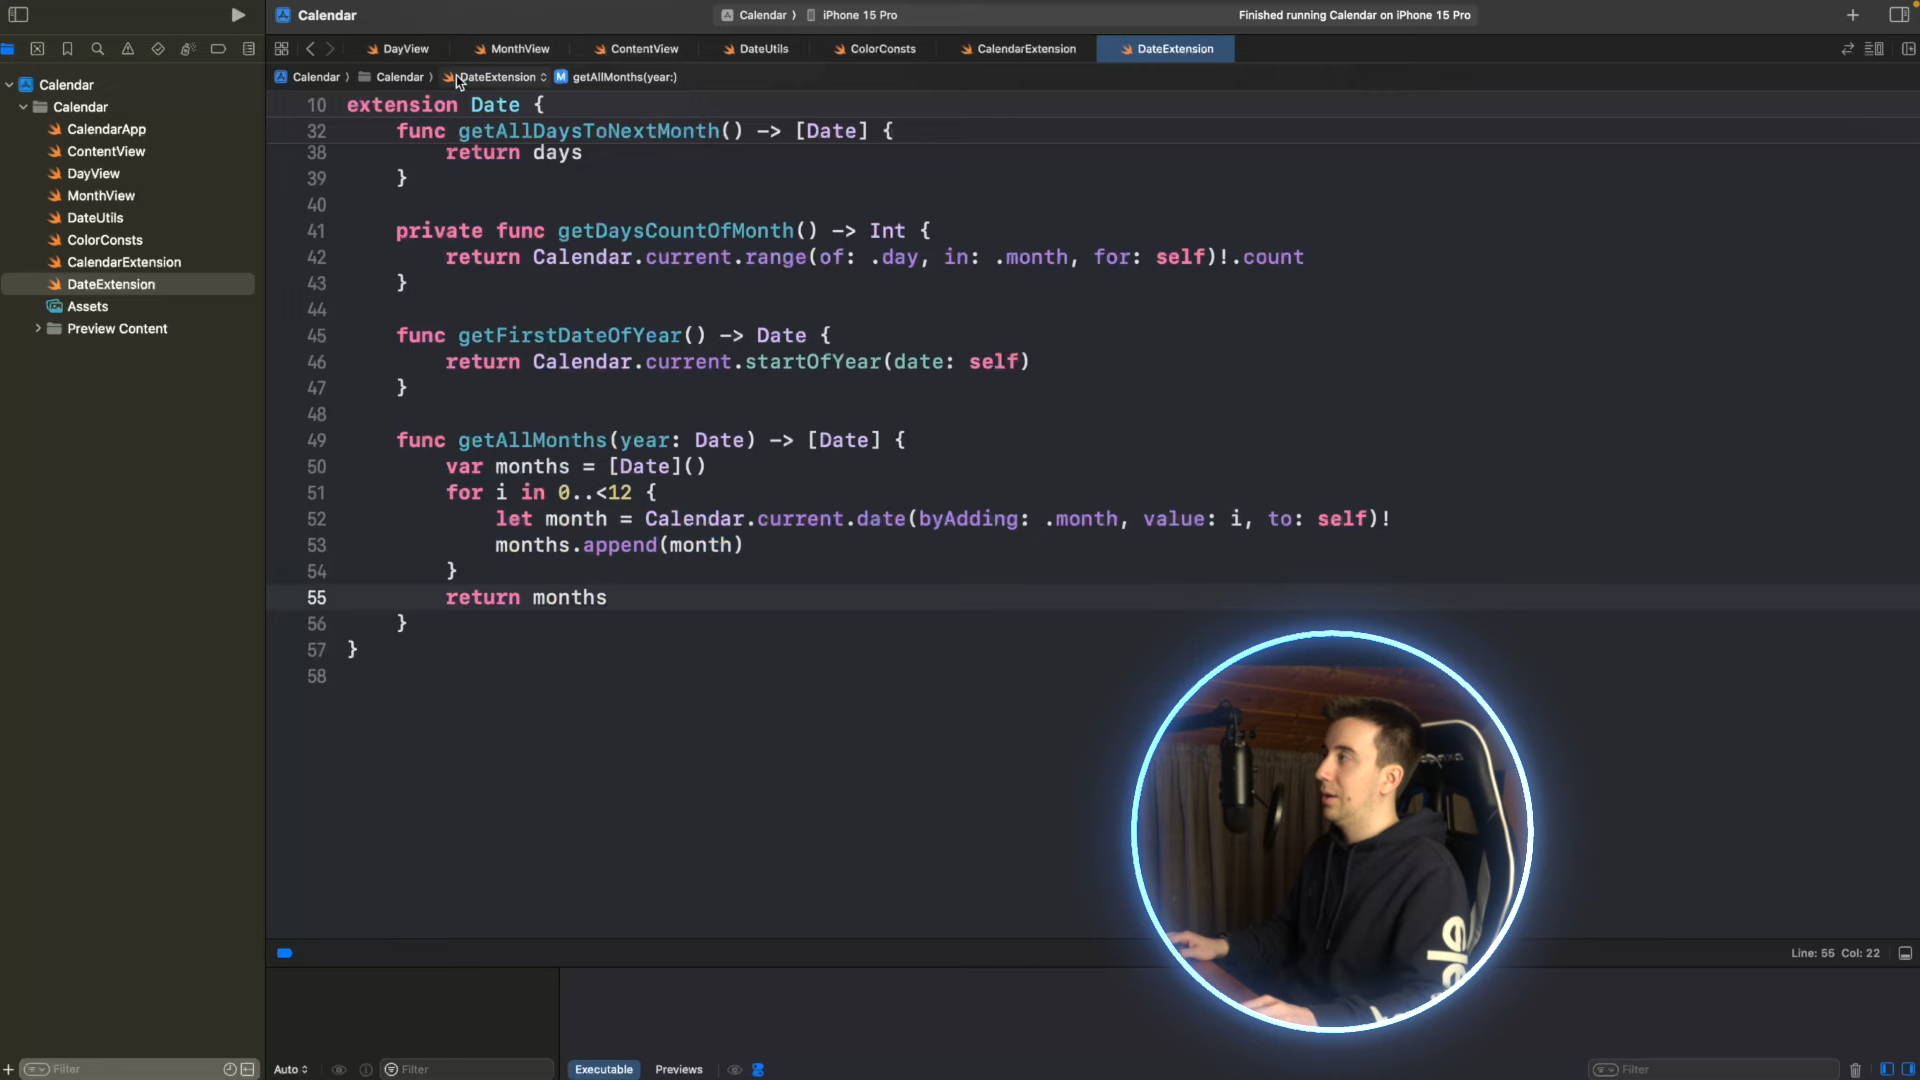 Calendar
Calendar
iPhone 15 Pro
Finished running Calendar on iPhone 15 Pro
DayView
MonthView
ContentView
DateUtils
ColorConsts
CalendarExtension
DateExtension
Calendar
Calendar
DateExtension
M
getAllMonths(year:)
Calendar
Calendar
CalendarApp
ContentView
DayView
MonthView
DateUtils
ColorConsts
CalendarExtension
DateExtension
Assets
Preview Content
10 extension Date {
32 func getAllDaysToNextMonth() -> [Date] {
38 return days
39 }
40
41 private func getDaysCountOfMonth() -> Int {
42 return Calendar.current.range(of: .day, in: .month, for: self)!.count
43 }
44
45 func getFirstDateOfYear() -> Date {
46 return Calendar.current.startOfYear(date: self)
47 }
48
49 func getAllMonths(year: Date) -> [Date] {
50 var months = [Date]()
51 for i in 0..<12 {
52 let month = Calendar.current.date(byAdding: .month, value: i, to: self)!
53 months.append(month)
54 }
55 return months
56 }
57 }
58
Line: 55 Col: 22
Filter
Auto
Filter
Executable
Previews
Filter